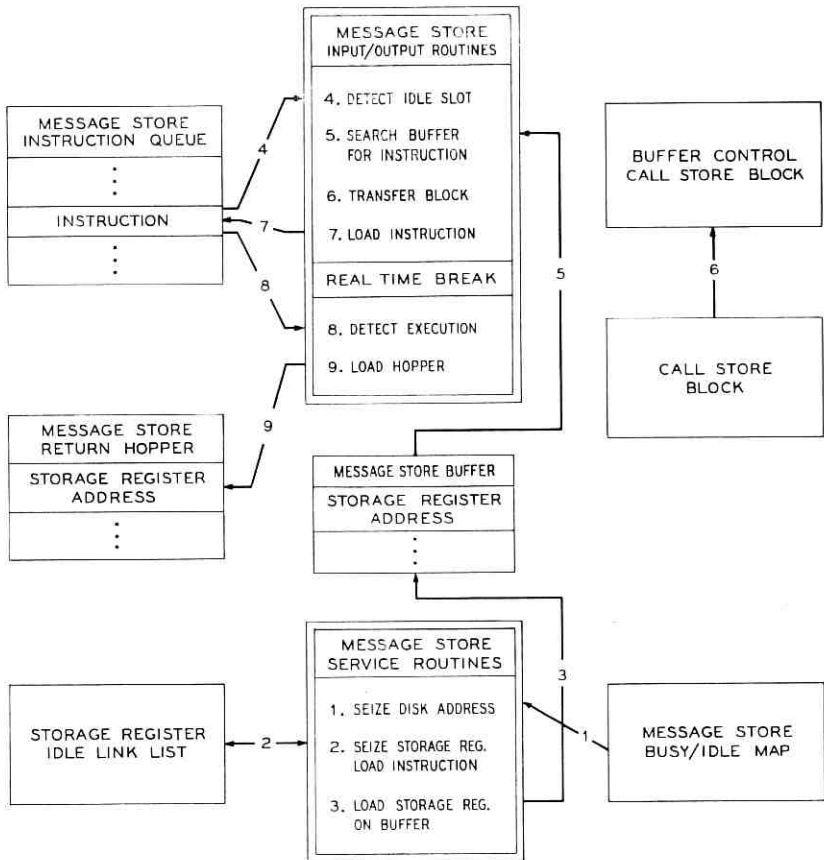 MESSAGE STORE
INPUT/OUTPUT ROUTINES
4. DETECT IDLE SLOT
5. SEARCH BUFFER
FOR INSTRUCTION
6. TRANSFER BLOCK
7. LOAD INSTRUCTION
REAL TIME BREAK
8. DETECT EXECUTION
9. LOAD HOPPER
MESSAGE STORE
INSTRUCTION QUEUE
INSTRUCTION
4
7
8
9
BUFFER CONTROL
CALL STORE BLOCK
6
5
CALL STORE
BLOCK
MESSAGE STORE
RETURN HOPPER
STORAGE REGISTER
ADDRESS
MESSAGE STORE BUFFER
STORAGE REGISTER
ADDRESS
3
MESSAGE STORE
SERVICE ROUTINES
1. SEIZE DISK ADDRESS
2. SEIZE STORAGE REG.
LOAD INSTRUCTION
3. LOAD STORAGE REG.
ON BUFFER
STORAGE REGISTER
IDLE LINK LIST
2
1
MESSAGE STORE
BUSY/IDLE MAP